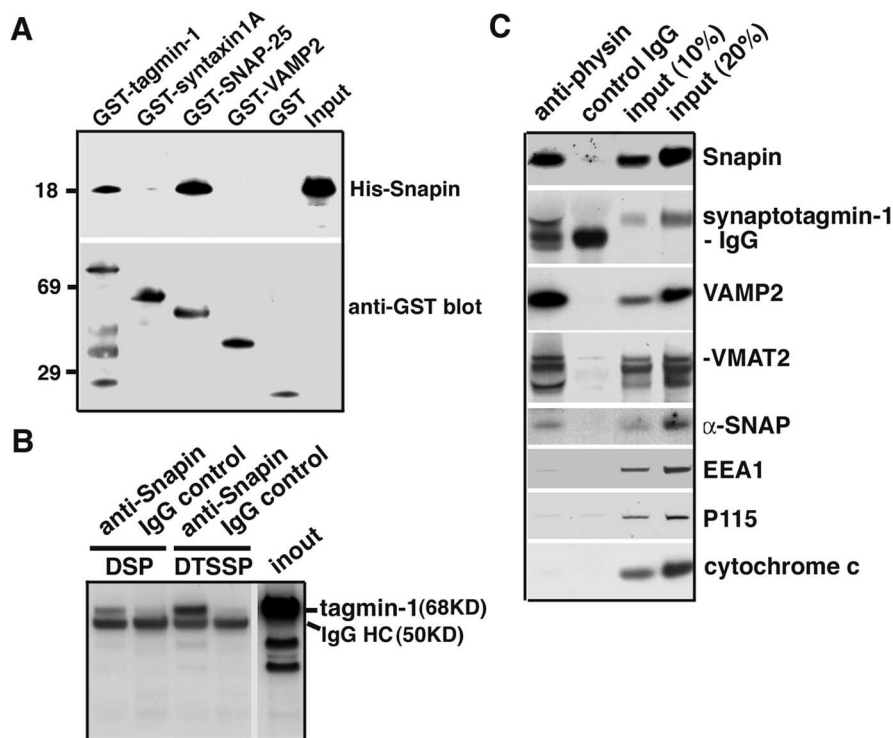 A
GST-tagmin-1
GST-syntaxin1A
GST-SNAP-25
GST-VAMP2
GST
Input
18
His-Snapin
69
29
anti-GST blot
B
anti-Snapin
IgG control
anti-Snapin
IgG control
inout
DSP
DTSSP
tagmin-1(68KD)
IgG HC(50KD)
C
anti-physin
control IgG
input (10%)
input (20%)
Snapin
synaptotagmin-1
- IgG
VAMP2
-VMAT2
α-SNAP
EEA1
P115
cytochrome c